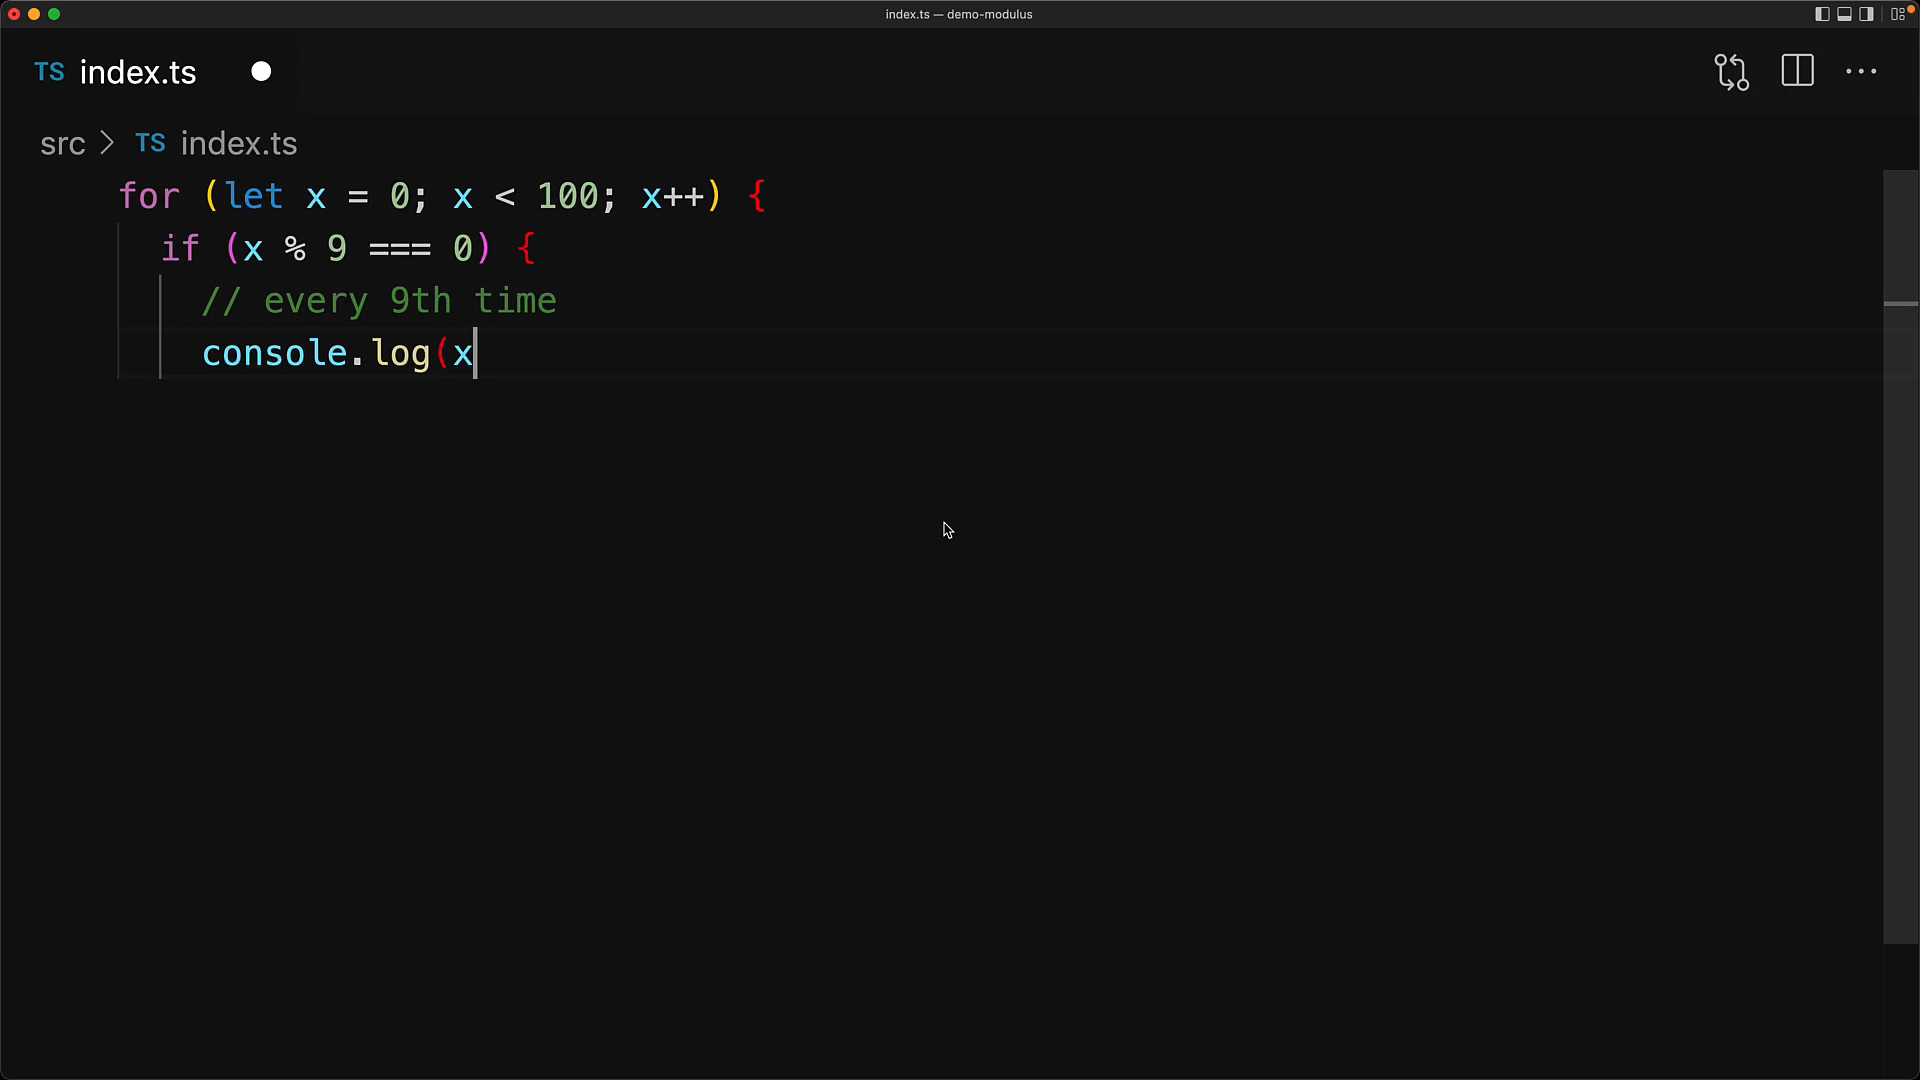 index.ts — demo-modulus
TS index.ts
src > TS index.ts
for (let x = 0; x < 100; x++) {
if (x % 9 === 0) {
// every 9th time
console.log(x